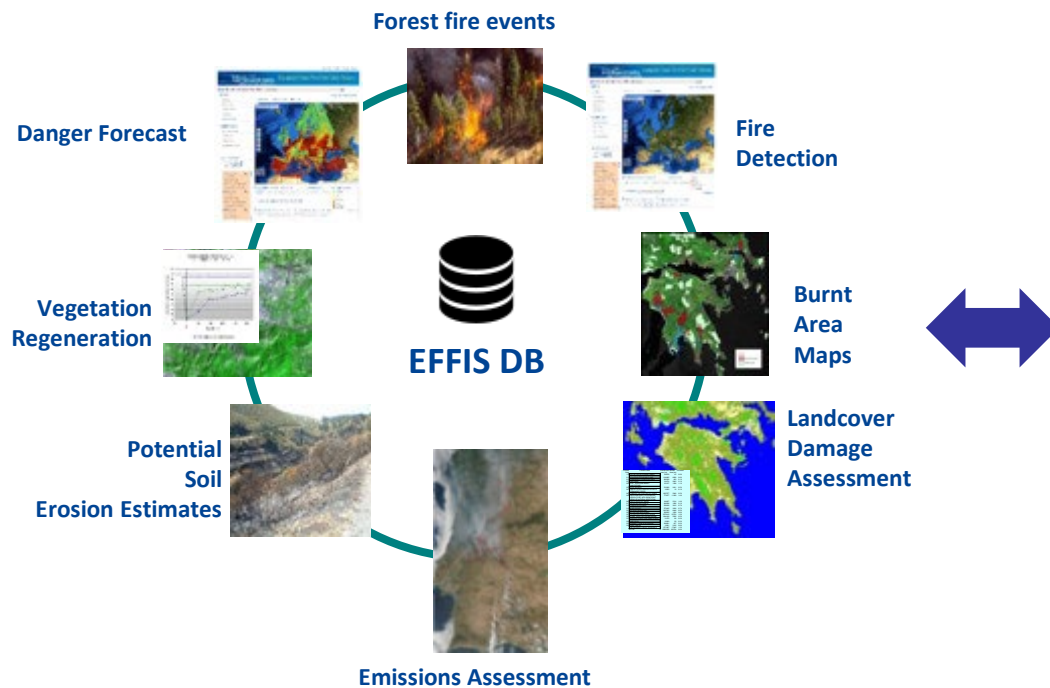 Forest fire events
Danger Forecast
Fire
Detection
Vegetation
Regeneration
EFFIS DB
Burnt
Area
Maps
Potential
Soil
Erosion Estimates
Landcover
Damage
Assessment
Emissions Assessment